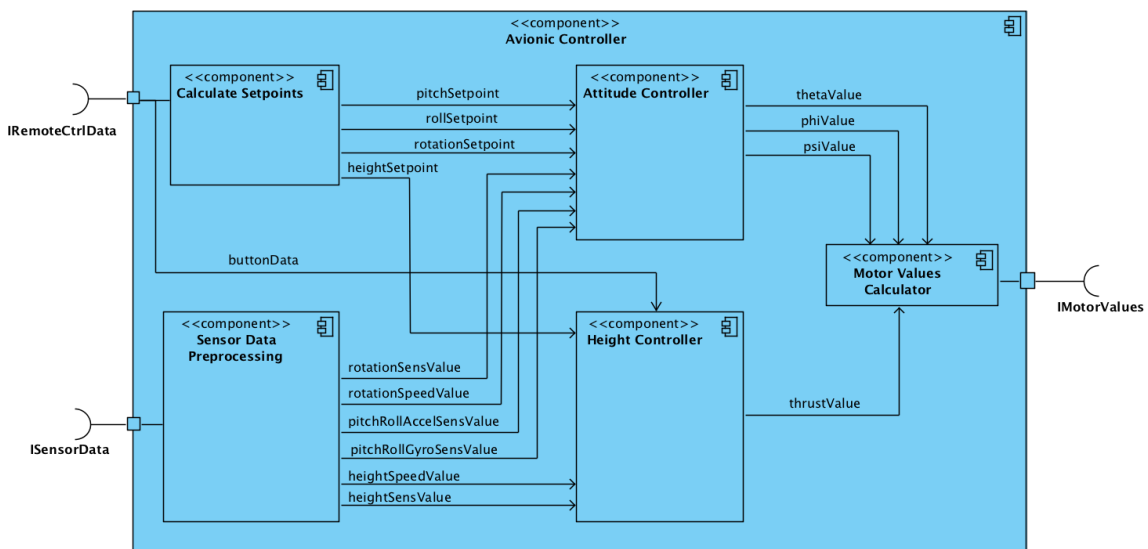 <<component>>
Avionic Controller
IRemoteCtrlData
<<component>>
Calculate Setpoints
pitchSetpoint
rollSetpoint
rotationSetpoint
heightSetpoint
<<component>>
Attitude Controller
thetaValue
phiValue
psiValue
buttonData
<<component>>
Motor Values
Calculator
IMotorValues
<<component>>
Sensor Data
Preprocessing
ISensorData
rotationSensValue
rotationSpeedValue
pitchRollAccelSensValue
pitchRollGyroSensValue
heightSpeedValue
heightSensValue
<<component>>
Height Controller
thrustValue